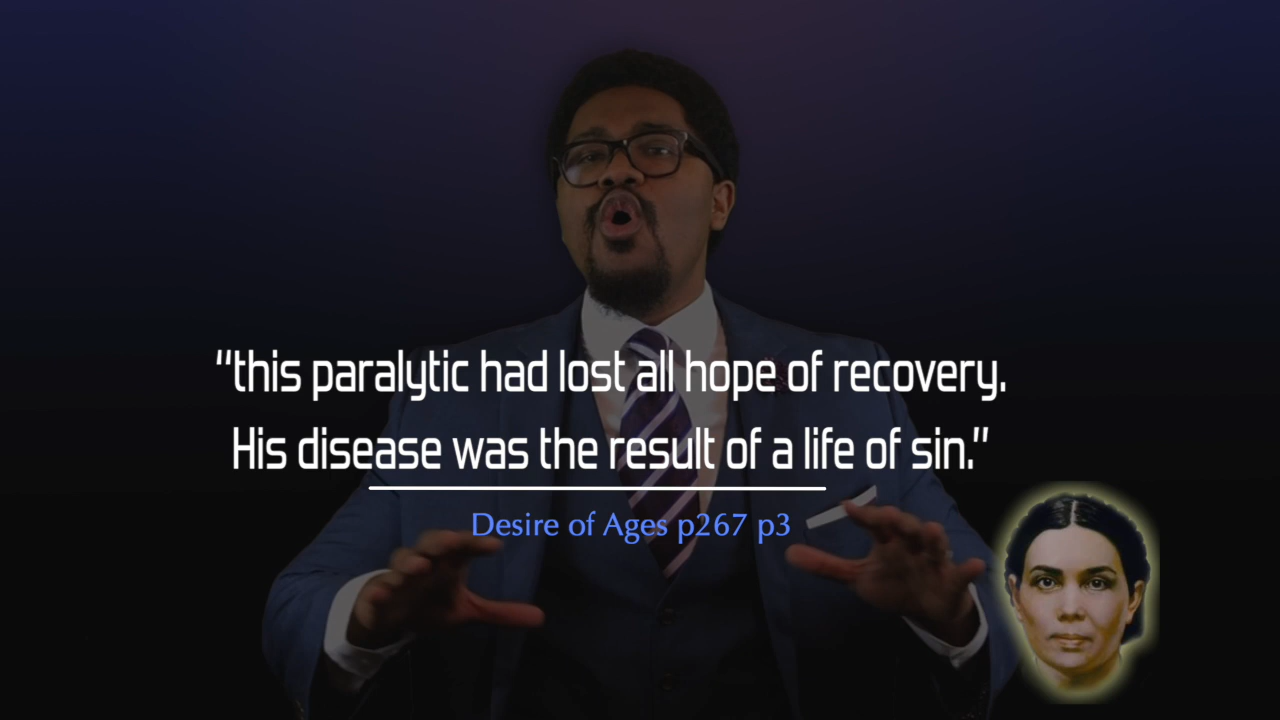 “this paralytic had lost all hope of recovery.
His disease was the result of a life of sin.”
Desire of Ages p267 p3